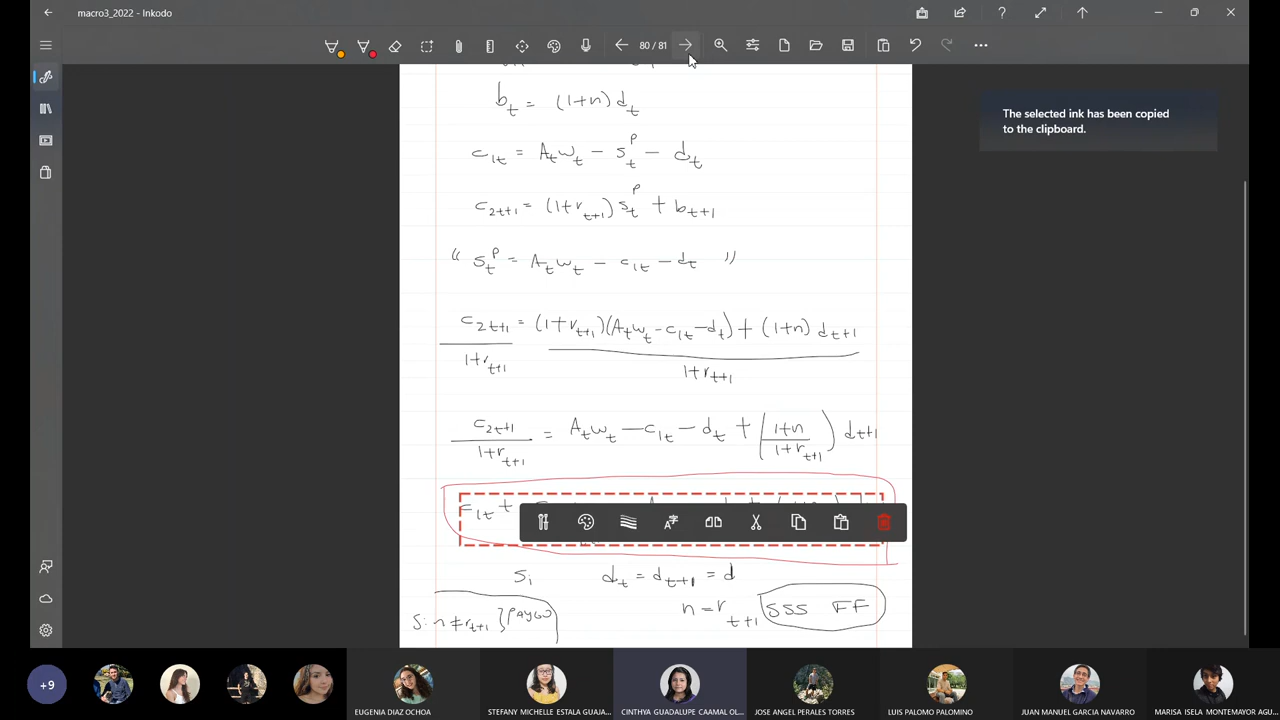 macro3_2022 - Inkodo
80 / 81
The selected ink has been copied
to the clipboard.
b_t = (1+n) d_t
c_1t = A_t w_t - s_t^p - d_t
c_2t+1 = (1+r_t+1) s_t^p + b_t+1
" s_t^p = A_t w_t - c_1t - d_t "
c_2t+1 / 1+r_t+1 = (1+r_t+1)(A_t w_t - c_1t - d_t) + (1+n) d_t+1 / 1+r_t+1
c_2t+1 / 1+r_t+1 = A_t w_t - c_1t - d_t + (1+n / 1+r_t+1) d_t+1
c_1t +
Si d_t = d_t+1 = d
n = r_t+1 SSS FF
Si n ≠ r_t+1 } PAYGO
+9
EUGENIA DIAZ OCHOA
STEFANY MICHELLE ESTALA GUAJA...
CINTHYA GUADALUPE CAAMAL OL...
JOSE ANGEL PERALES TORRES
LUIS PALOMO PALOMINO
JUAN MANUEL GARCIA NAVARRO
MARISA ISELA MONTEMAYOR AGU...